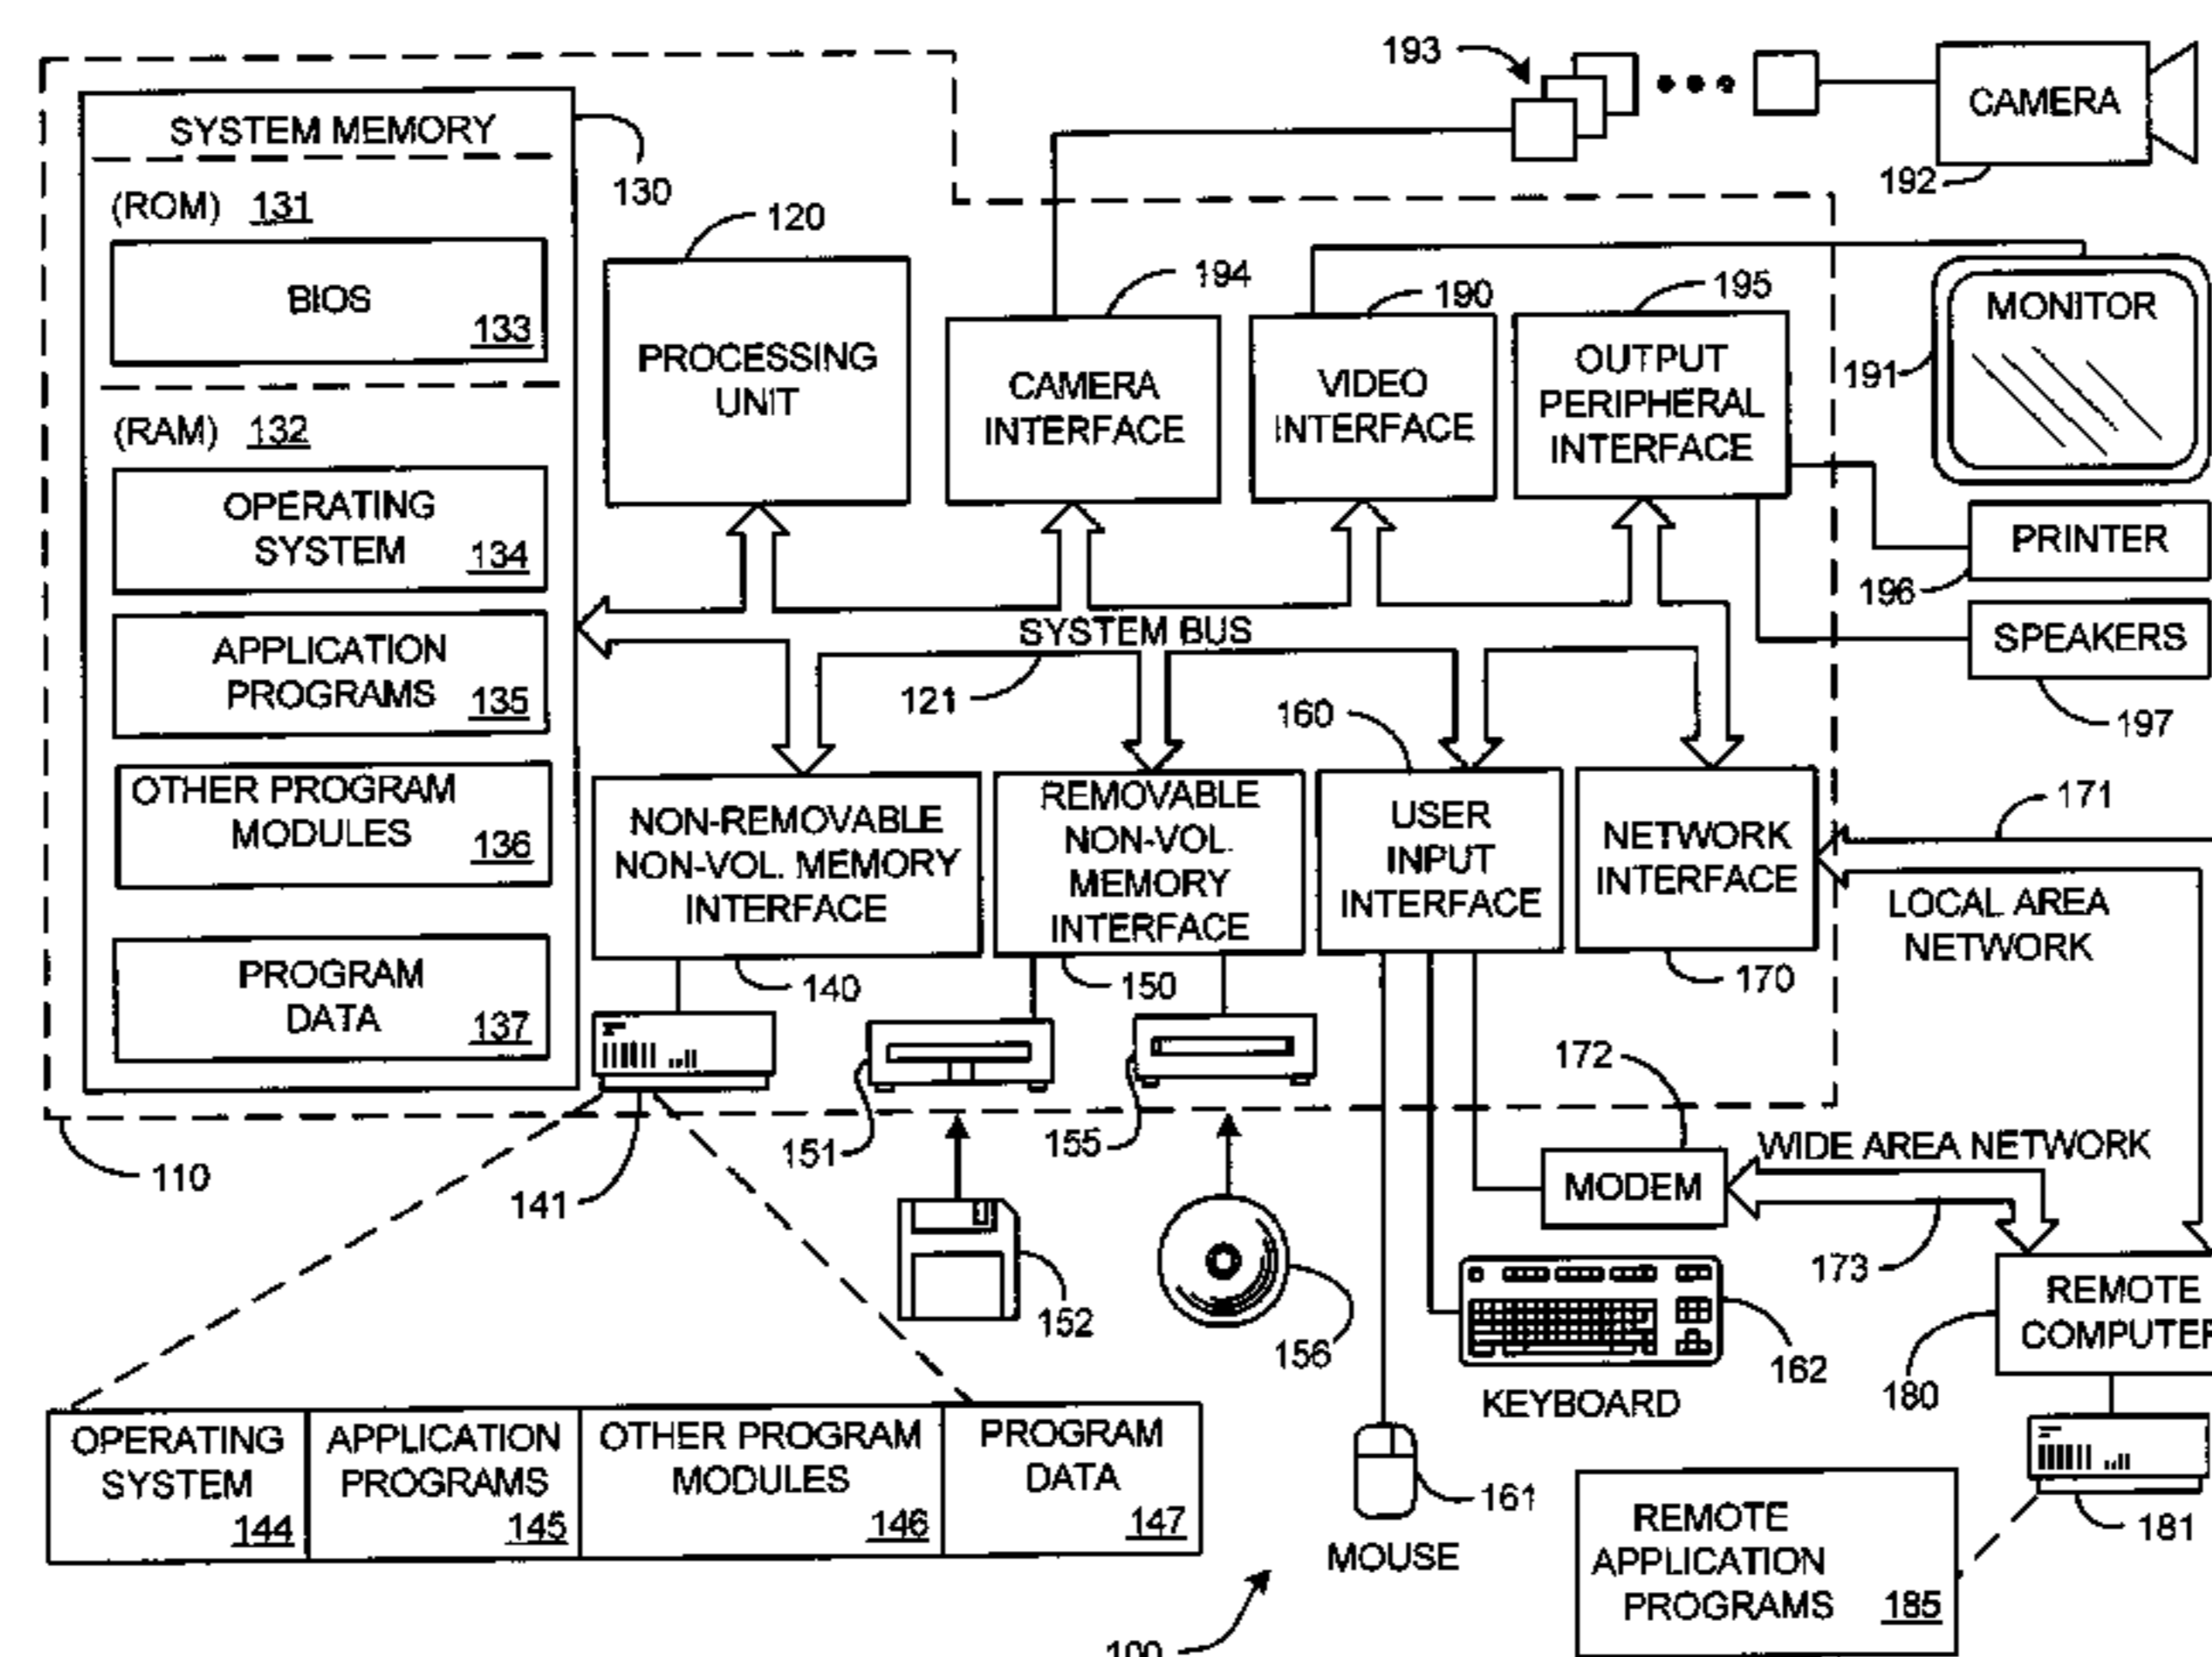 193
CAMERA
192
SYSTEM MEMORY
130
(ROM) 131
BIOS
133
(RAM) 132
OPERATING
SYSTEM
134
APPLICATION
PROGRAMS
135
OTHER PROGRAM
MODULES
136
PROGRAM
DATA
137
120
PROCESSING
UNIT
194
CAMERA
INTERFACE
190
VIDEO
INTERFACE
195
OUTPUT
PERIPHERAL
INTERFACE
MONITOR
191
PRINTER
196
SPEAKERS
197
SYSTEM BUS
121
NON-REMOVABLE
NON-VOL. MEMORY
INTERFACE
140
REMOVABLE
NON-VOL.
MEMORY
INTERFACE
150
160
USER
INPUT
INTERFACE
NETWORK
INTERFACE
170
171
LOCAL AREA
NETWORK
172
MODEM
WIDE AREA NETWORK
173
110
141
151
155
152
156
162
KEYBOARD
161
MOUSE
180
REMOTE
COMPUTER
181
OPERATING
SYSTEM
144
APPLICATION
PROGRAMS
145
OTHER PROGRAM
MODULES
146
PROGRAM
DATA
147
REMOTE
APPLICATION
PROGRAMS
185
100